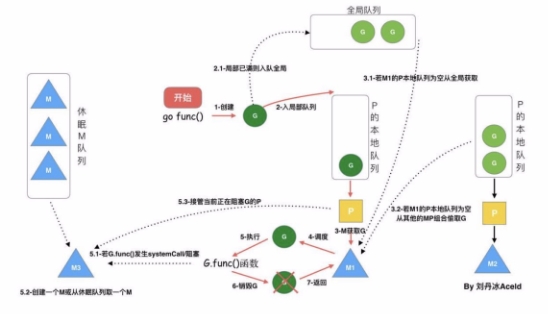 全局队列
G
G
2.1-局部已满则入队全局
3.1-若M1的P本地队列为空从全局获取
开始
1-创建
2-入局部队列
go func()
G
M
M
M
休眠M队列
P的本地队列
G
P的本地队列
G
G
5.3-接管当前正在阻塞G的P
P
P
3-M获取G
3.2-若M1的P本地队列为空
从其他的MP组合偷取G
5-执行
G
4-调度
5.1-若G.func()发生systemCall/阻塞
G.func()函数
M3
M1
M2
6-销毁G
G
7-返回
5.2-创建一个M或从休眠队列取一个M
By 刘丹冰Aceld